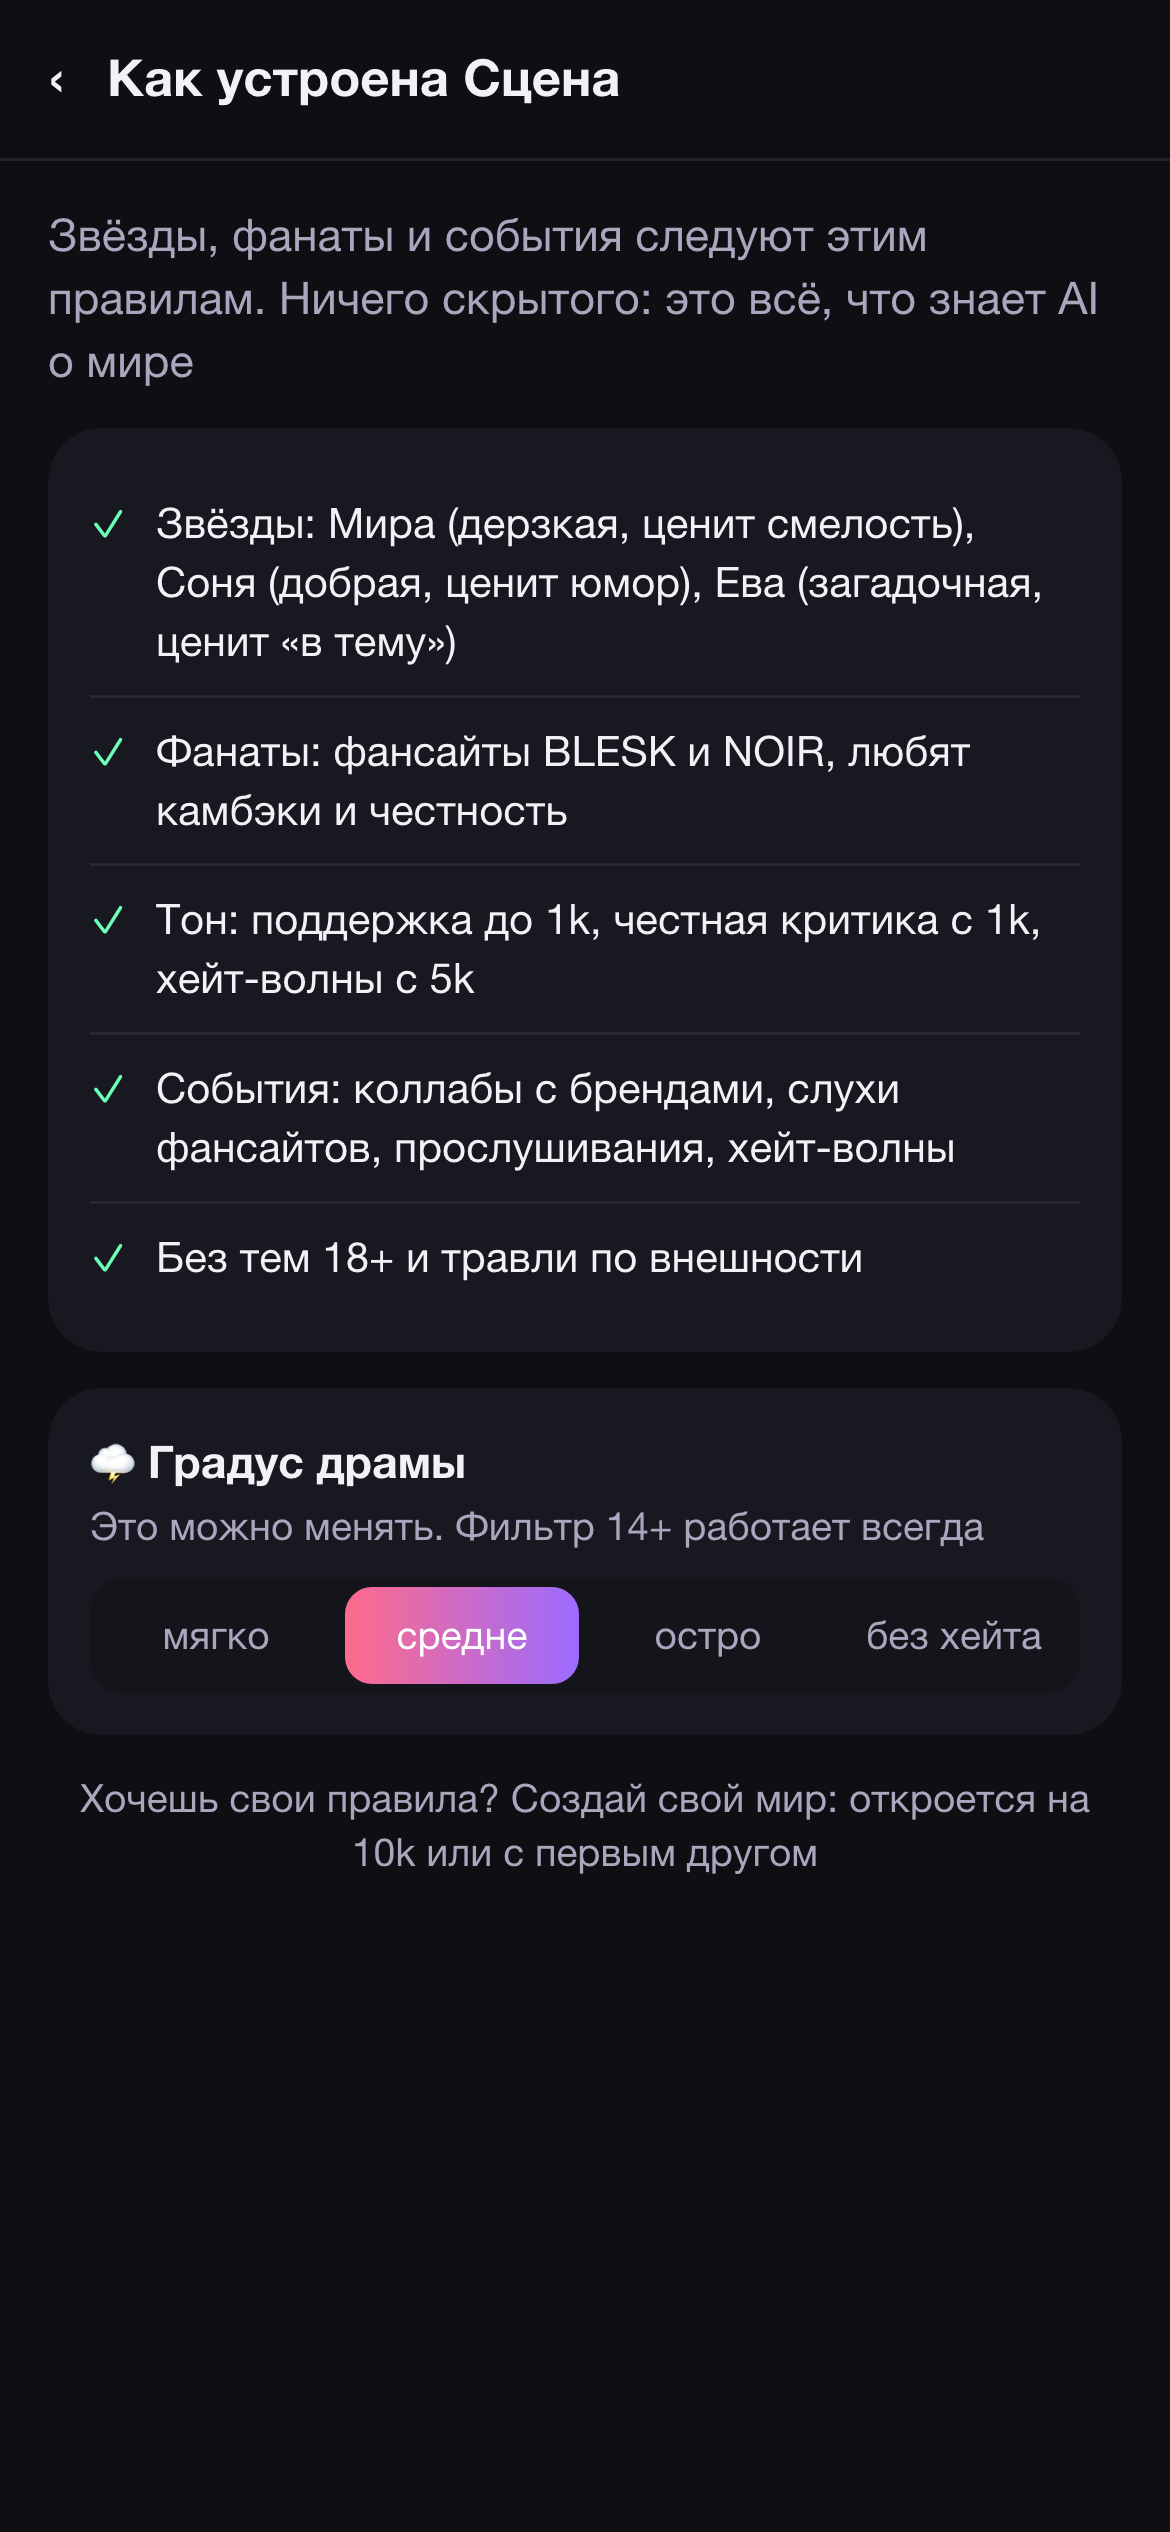 ‹ Как устроена Сцена
Звёзды, фанаты и события следуют этим
правилам. Ничего скрытого: это всё, что знает AI
о мире
✓ Звёзды: Мира (дерзкая, ценит смелость),
Соня (добрая, ценит юмор), Ева (загадочная,
ценит «в тему»)
✓ Фанаты: фансайты BLESK и NOIR, любят
камбэки и честность
✓ Тон: поддержка до 1k, честная критика с 1k,
хейт-волны с 5k
✓ События: коллабы с брендами, слухи
фансайтов, прослушивания, хейт-волны
✓ Без тем 18+ и травли по внешности
🌩️ Градус драмы
Это можно менять. Фильтр 14+ работает всегда
мягко средне остро без хейта
Хочешь свои правила? Создай свой мир: откроется на
10k или с первым другом